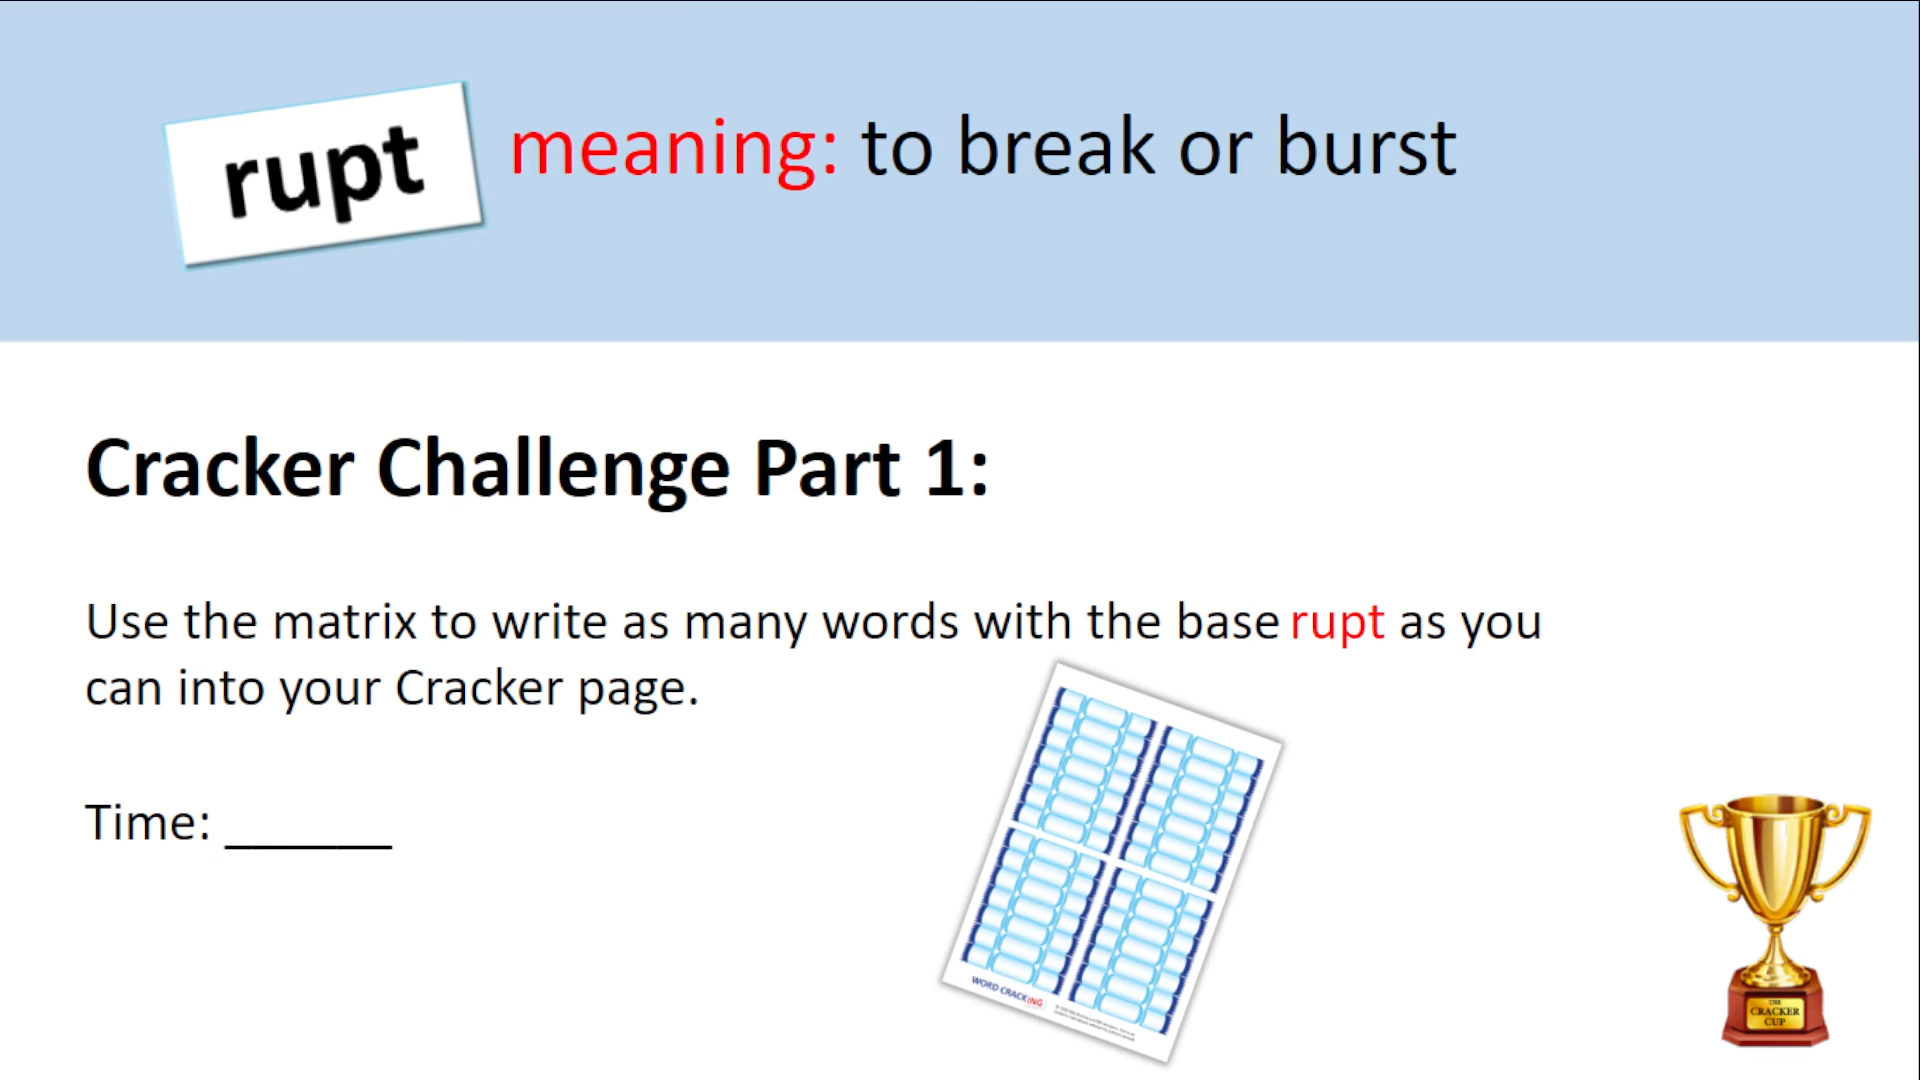 rupt
meaning: to break or burst
Cracker Challenge Part 1:
Use the matrix to write as many words with the base rupt as you
can into your Cracker page.
Time: ______
WORD CRACKING
THE
CRACKER
CUP